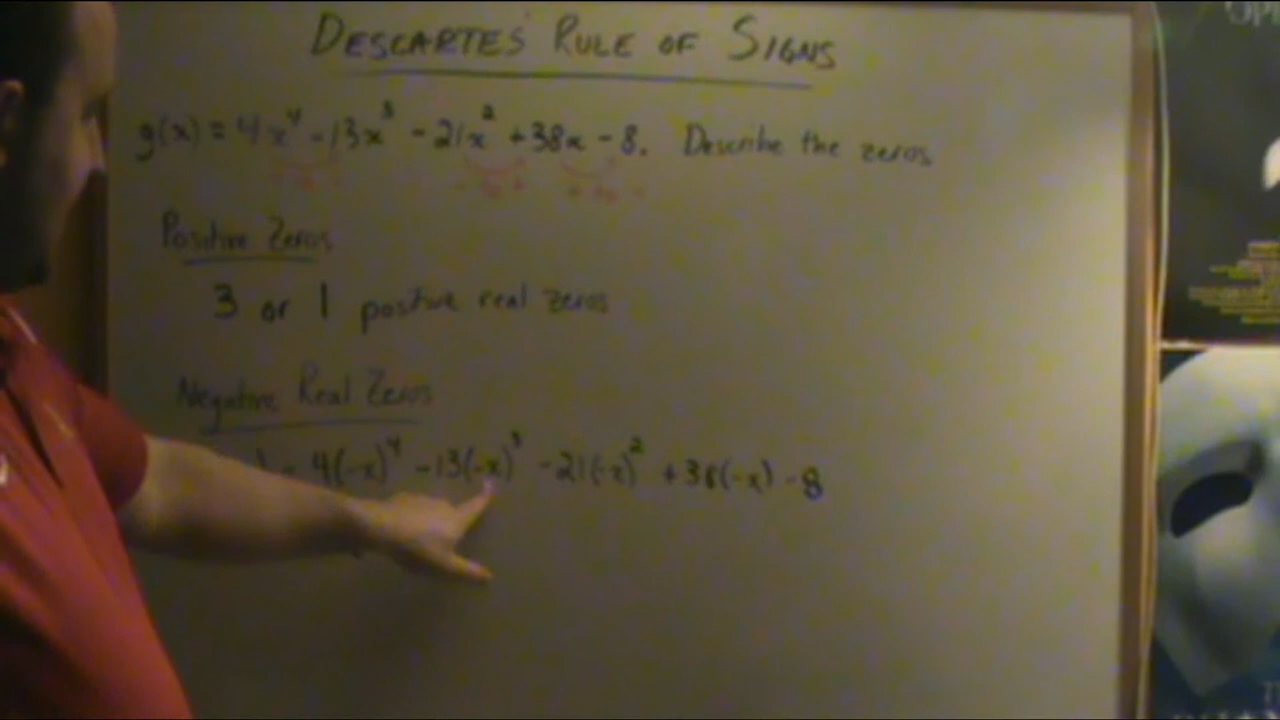 DESCARTE'S RULE OF SIGNS
g(x) = 4x⁴ - 13x³ - 21x² + 38x - 8. Describe the zeros
Positive Zeros
3 or 1 positive real zeros
Negative Real Zeros
4(-x)⁴ - 13(-x)³ - 21(-x)² + 38(-x) - 8